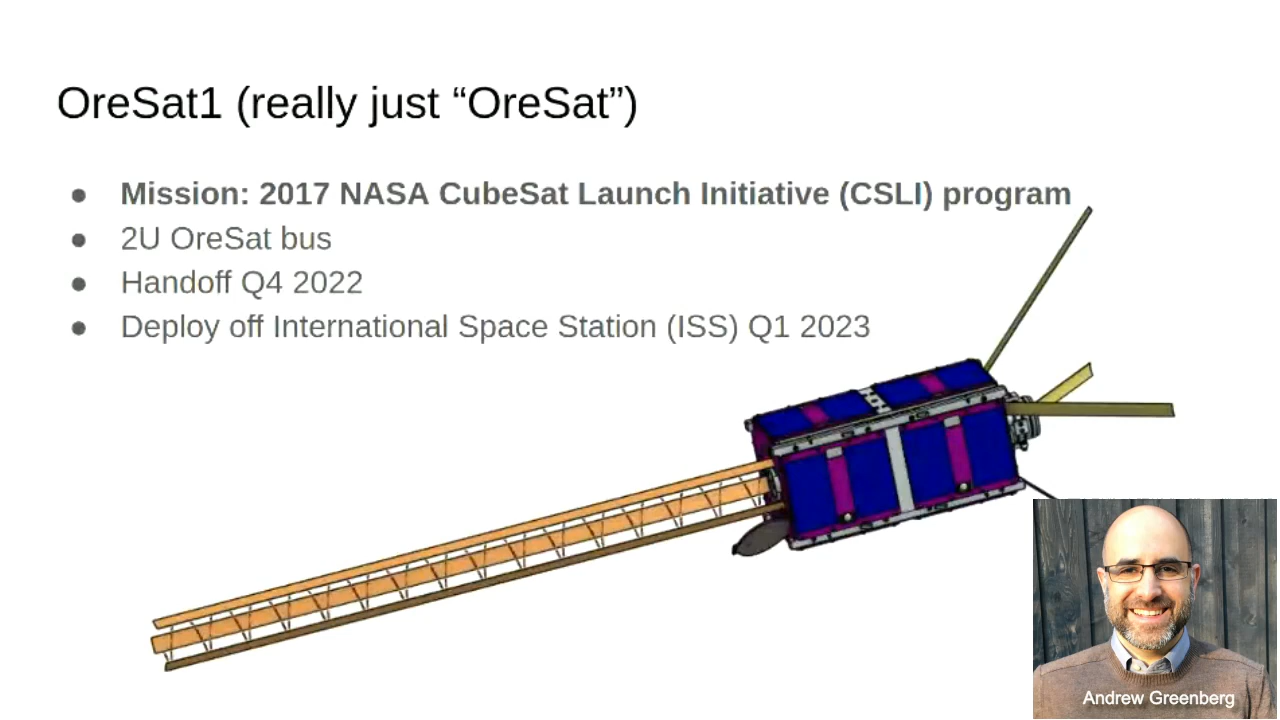 OreSat1 (really just “OreSat”)
● Mission: 2017 NASA CubeSat Launch Initiative (CSLI) program
● 2U OreSat bus
● Handoff Q4 2022
● Deploy off International Space Station (ISS) Q1 2023
Andrew Greenberg